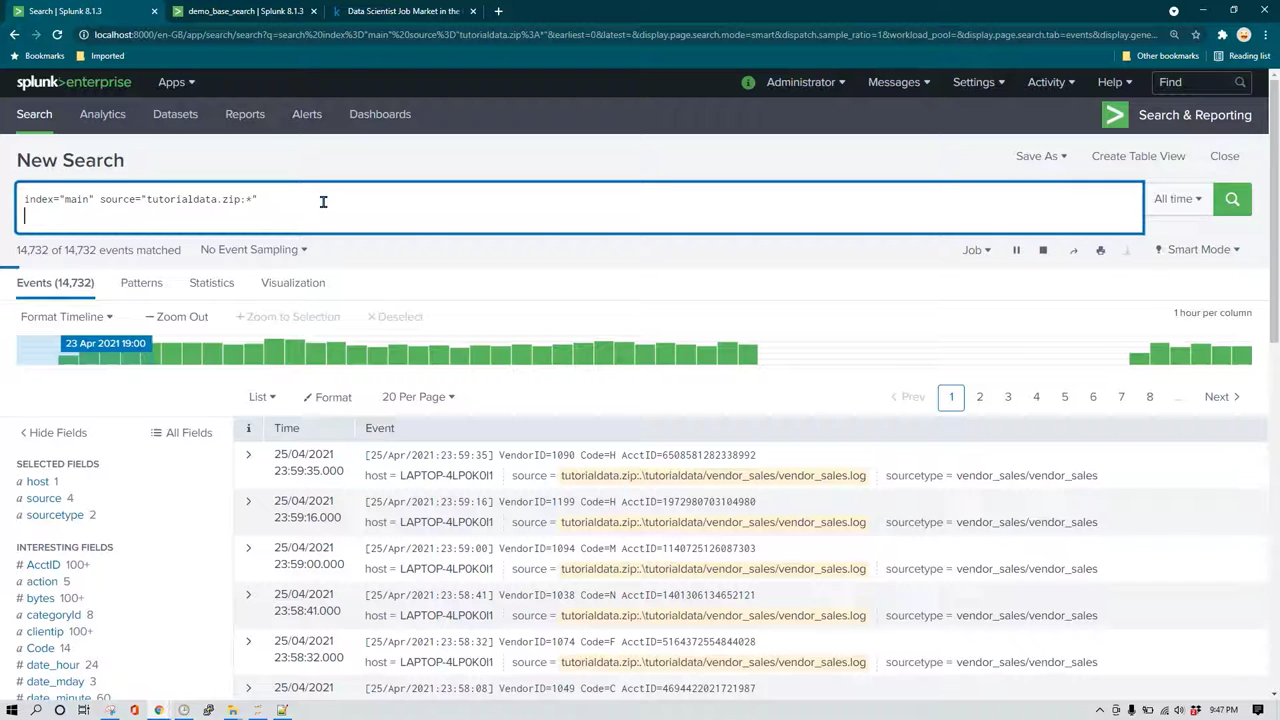 Search | Splunk 8.1.3
demo_base_search | Splunk 8.1.3
Data Scientist Job Market in the
localhost:8000/en-GB/app/search/search?q=search index%3D"main"%20source%3D"tutorialdata.zip%3A*"&earliest=0&latest=&display.page.search.mode=smart&dispatch.sample_ratio=1&workload_pool=&display.page.search.tab=events&display.gene...
Bookmarks
Imported
Other bookmarks
Reading list
splunk>enterprise
Apps
Administrator
Messages
Settings
Activity
Help
Find
Search
Analytics
Datasets
Reports
Alerts
Dashboards
Search & Reporting
New Search
Save As
Create Table View
Close
index="main" source="tutorialdata.zip:*"
All time
14,732 of 14,732 events matched
No Event Sampling
Job
Smart Mode
Events (14,732)
Patterns
Statistics
Visualization
Format Timeline
— Zoom Out
+ Zoom to Selection
× Deselect
1 hour per column
23 Apr 2021 19:00
List
Format
20 Per Page
< Prev
1
2
3
4
5
6
7
8
...
Next >
< Hide Fields
All Fields
i
Time
Event
SELECTED FIELDS
a host 1
a source 4
a sourcetype 2
INTERESTING FIELDS
# AcctID 100+
a action 5
# bytes 100+
a categoryId 8
a clientip 100+
a Code 14
# date_hour 24
# date_mday 3
# date_minute 60
25/04/2021
23:59:35.000
[25/Apr/2021:23:59:35] VendorID=1090 Code=H AcctID=6508581282338992
host = LAPTOP-4LP0K0I1 source = tutorialdata.zip:.\tutorialdata/vendor_sales/vendor_sales.log sourcetype = vendor_sales/vendor_sales
25/04/2021
23:59:16.000
[25/Apr/2021:23:59:16] VendorID=1199 Code=H AcctID=1972980703104980
host = LAPTOP-4LP0K0I1 source = tutorialdata.zip:.\tutorialdata/vendor_sales/vendor_sales.log sourcetype = vendor_sales/vendor_sales
25/04/2021
23:59:00.000
[25/Apr/2021:23:59:00] VendorID=1094 Code=M AcctID=1140725126087303
host = LAPTOP-4LP0K0I1 source = tutorialdata.zip:.\tutorialdata/vendor_sales/vendor_sales.log sourcetype = vendor_sales/vendor_sales
25/04/2021
23:58:41.000
[25/Apr/2021:23:58:41] VendorID=1038 Code=N AcctID=1401306134652121
host = LAPTOP-4LP0K0I1 source = tutorialdata.zip:.\tutorialdata/vendor_sales/vendor_sales.log sourcetype = vendor_sales/vendor_sales
25/04/2021
23:58:32.000
[25/Apr/2021:23:58:32] VendorID=1074 Code=F AcctID=5164372554844028
host = LAPTOP-4LP0K0I1 source = tutorialdata.zip:.\tutorialdata/vendor_sales/vendor_sales.log sourcetype = vendor_sales/vendor_sales
25/04/2021
[25/Apr/2021:23:58:08] VendorID=1049 Code=C AcctID=4694422021721987
9:47 PM